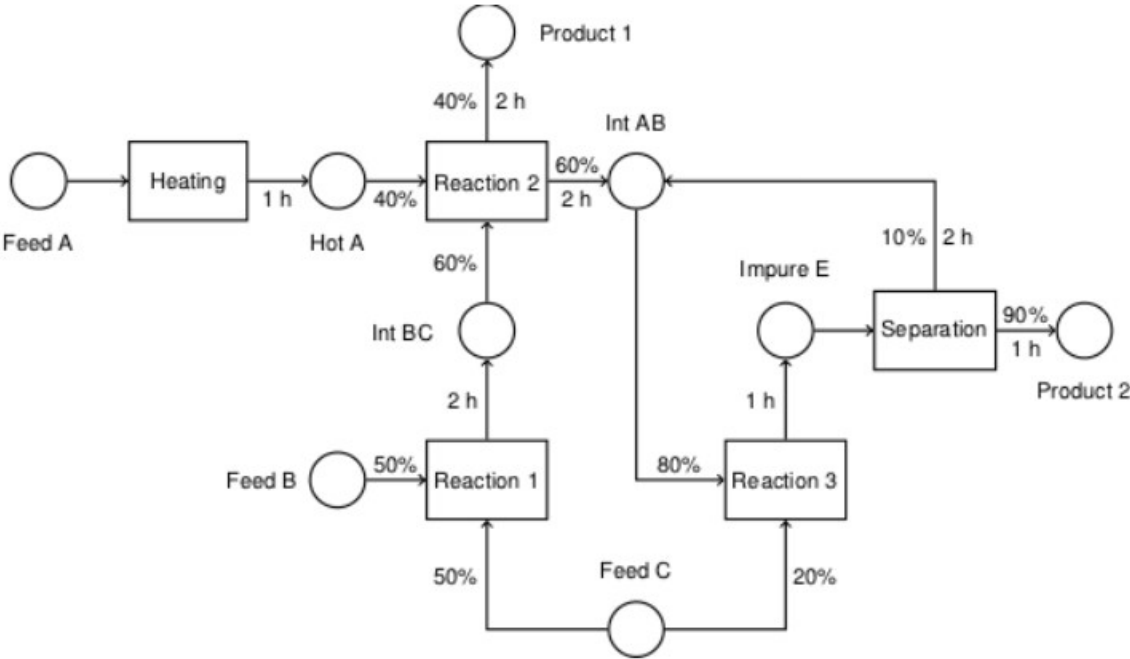 Product 1
40% 2 h
Int AB
Heating
1 h
40%
Reaction 2
60%
2 h
Feed A
Hot A
60%
10% 2 h
Impure E
Int BC
Separation
90%
1 h
Product 2
2 h
1 h
Feed B
50%
Reaction 1
80%
Reaction 3
50%
Feed C
20%